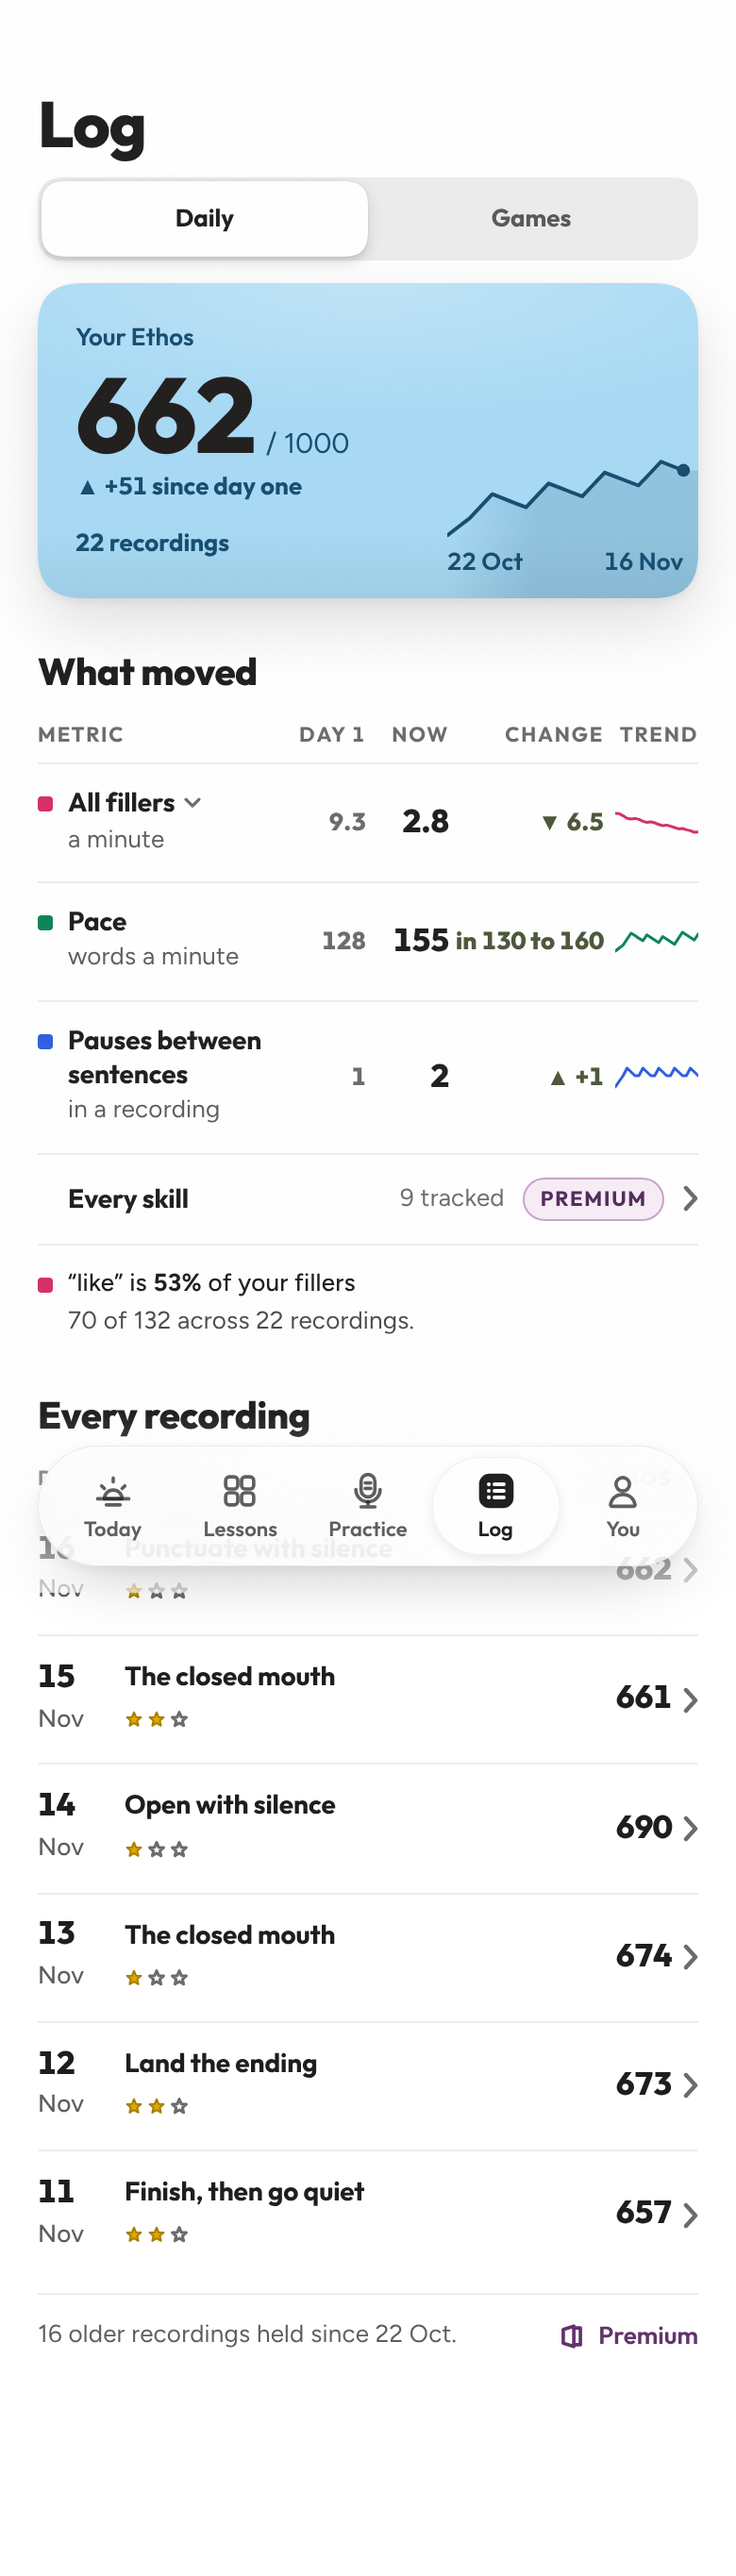 Log
Daily
Games
Your Ethos
662 / 1000
▲ +51 since day one
22 recordings
22 Oct
16 Nov
What moved
METRIC DAY 1 NOW CHANGE TREND
All fillers
a minute
9.3 2.8 ▼ 6.5
Pace
words a minute
128 155 in 130 to 160
Pauses between
sentences
in a recording
1 2 ▲ +1
Every skill 9 tracked PREMIUM
“like” is 53% of your fillers
70 of 132 across 22 recordings.
Every recording
Today
Lessons
Practice
Log
You
16 Punctuate with silence
Nov
662
15 The closed mouth
Nov
661
14 Open with silence
Nov
690
13 The closed mouth
Nov
674
12 Land the ending
Nov
673
11 Finish, then go quiet
Nov
657
16 older recordings held since 22 Oct. Premium